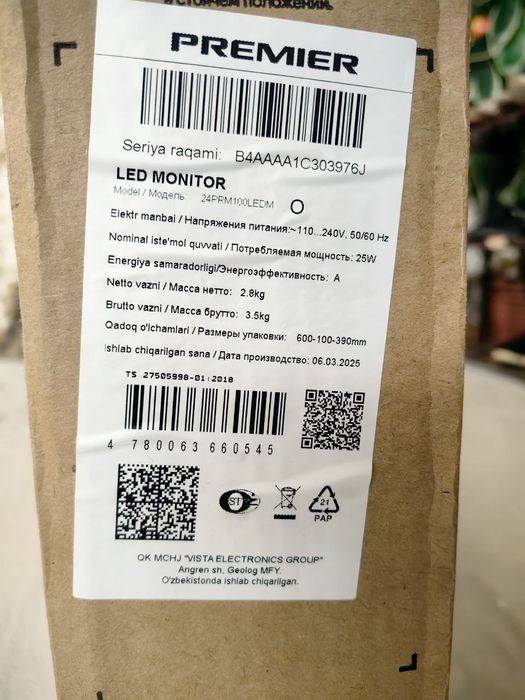 в стоячем положении.
PREMIER
Seriya raqami: B4AAAA1C303976J
LED MONITOR
Model / Модель 24PRM100LEDM O
Elektr manbai / Напряжения питания:~110...240V. 50/60 Hz
Nominal iste'mol quvvati / Потребляемая мощность: 25W
Energiya samaradorligi/Энергоэффективность: A
Netto vazni / Масса нетто: 2.8kg
Brutto vazni / Масса брутто: 3.5kg
Qadoq o'lchamlari / Размеры упаковки: 600-100-390mm
Ishlab chiqarilgan sana / Дата производство: 06.03.2025
TS 27505998-01:2018
4 780063 660545
21
PAP
QK MCHJ "VISTA ELECTRONICS GROUP"
Angren sh, Geolog MFY.
O'zbekistonda ishlab chiqarilgan.